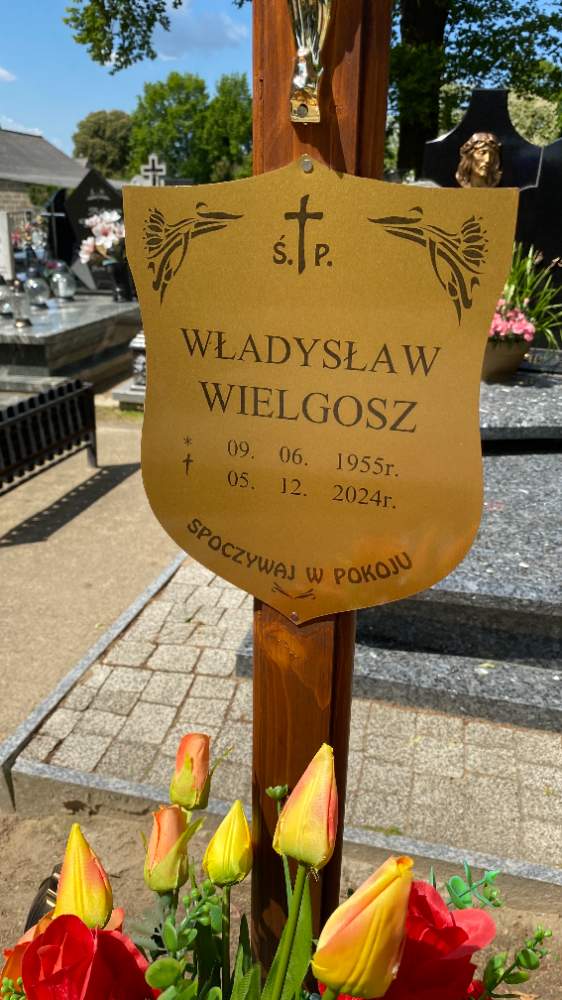 Ś. P.
WŁADYSŁAW
WIELGOSZ
* 09. 06. 1955r.
† 05. 12. 2024r.
SPOCZYWAJ W POKOJU